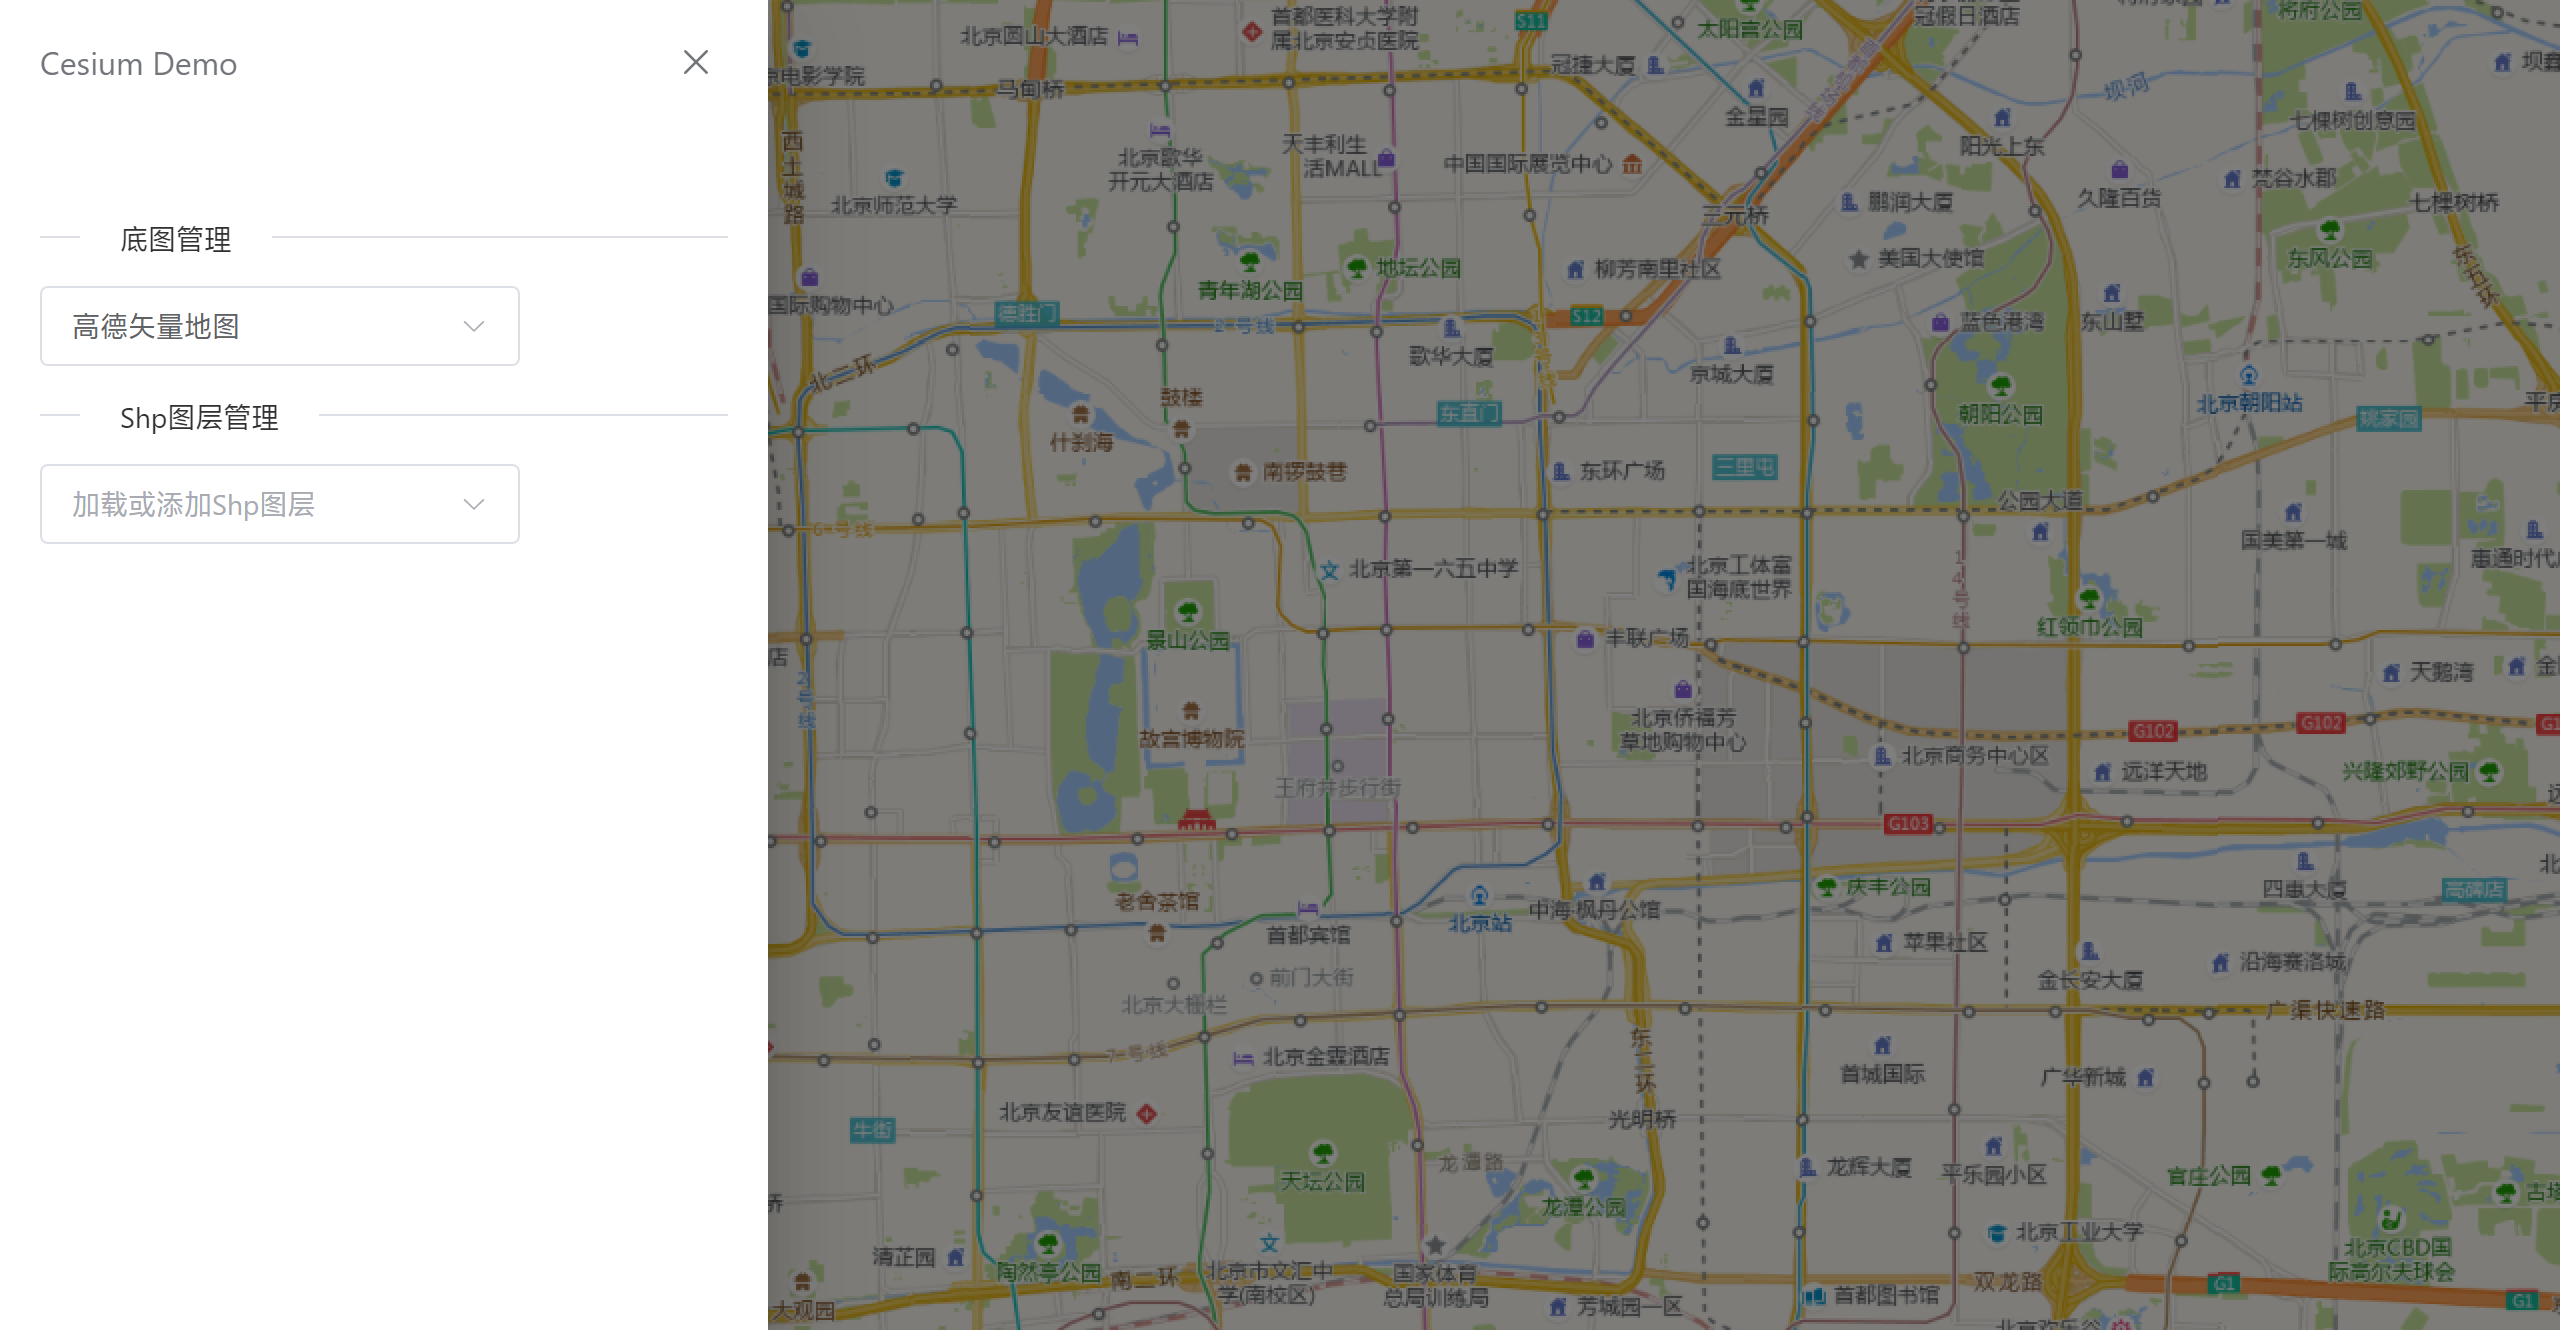 Cesium Demo
底图管理
高德矢量地图
Shp图层管理
加载或添加Shp图层
北京圆山大酒店
首都医科大学附
属北京安贞医院
S11
太阳宫公园
冠假日酒店
将府公园
京电影学院
马甸桥
冠捷大厦
金星园
坝河
七棵树创意园
西土城路
北京师范大学
北京歌华
开元大酒店
天丰利生
活MALL
中国国际展览中心
阳光上东
久隆百货
梵谷水郡
七棵树桥
三元桥
鹏润大厦
美国大使馆
东风公园
东五环
国际购物中心
青年湖公园
地坛公园
柳芳南里社区
德胜门
2号线
S12
蓝色港湾
东山墅
北二环
歌华大厦
京城大厦
鼓楼
什刹海
东直门
朝阳公园
北京朝阳站
姚家园
南锣鼓巷
东环广场
三里屯
公园大道
6号线
国美第一城
惠通时代
北京第一六五中学
北京工体富
国海底世界
14号线
景山公园
丰联广场
红领巾公园
店
2号线
天鹅湾
故宫博物院
北京侨福芳
草地购物中心
G102
G102
G1
王府井步行街
北京商务中心区
远洋天地
兴隆郊野公园
G103
老舍茶馆
北京站
中海·枫丹公馆
庆丰公园
四惠大厦
高碑店
首都宾馆
苹果社区
金长安大厦
沿海赛洛城
前门大街
北京大栅栏
广渠快速路
7号线
北京金霖酒店
东二环
首城国际
广华新城
北京友谊医院
牛街
光明桥
天坛公园
龙潭路
龙潭公园
龙辉大厦
平乐园小区
官庄公园
桥
清芷园
陶然亭公园
南二环
北京市文汇中
学(南校区)
国家体育
总局训练局
芳城园一区
北京工业大学
双龙路
首都图书馆
北京CBD国
际高尔夫球会
G1
G1
大观园
北京欢乐谷